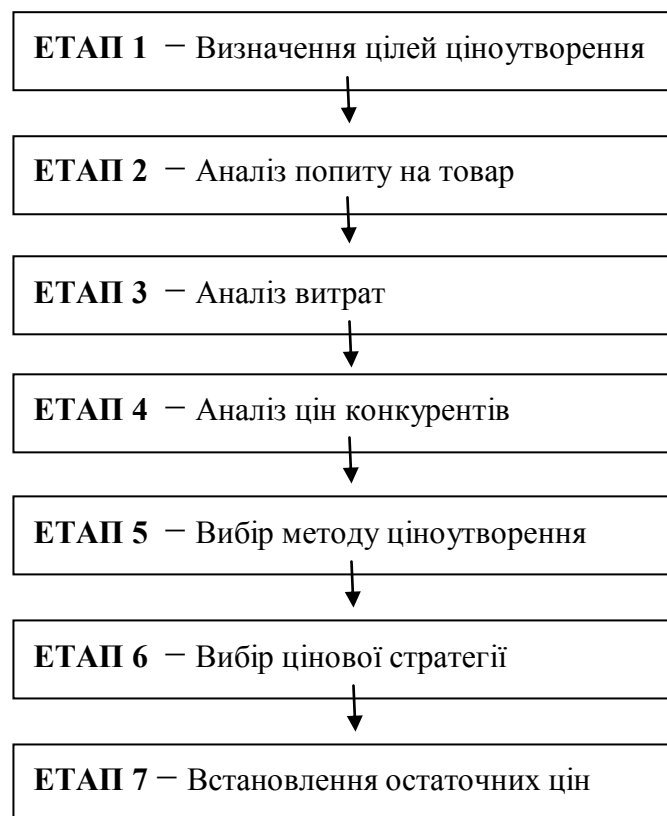 ЕТАП 1 – Визначення цілей ціноутворення
ЕТАП 2 – Аналіз попиту на товар
ЕТАП 3 – Аналіз витрат
ЕТАП 4 – Аналіз цін конкурентів
ЕТАП 5 – Вибір методу ціноутворення
ЕТАП 6 – Вибір цінової стратегії
ЕТАП 7 – Встановлення остаточних цін